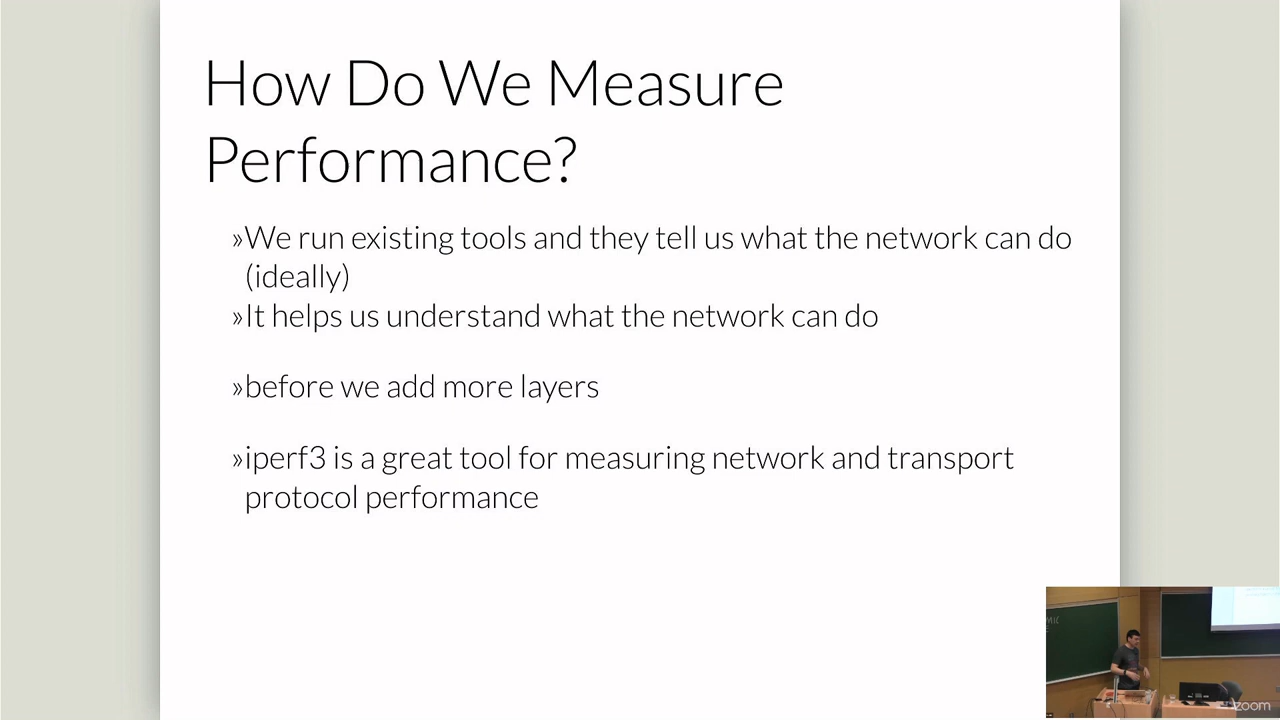 How Do We Measure
Performance?
»We run existing tools and they tell us what the network can do
(ideally)
»It helps us understand what the network can do
»before we add more layers
»iperf3 is a great tool for measuring network and transport
protocol performance
zoom